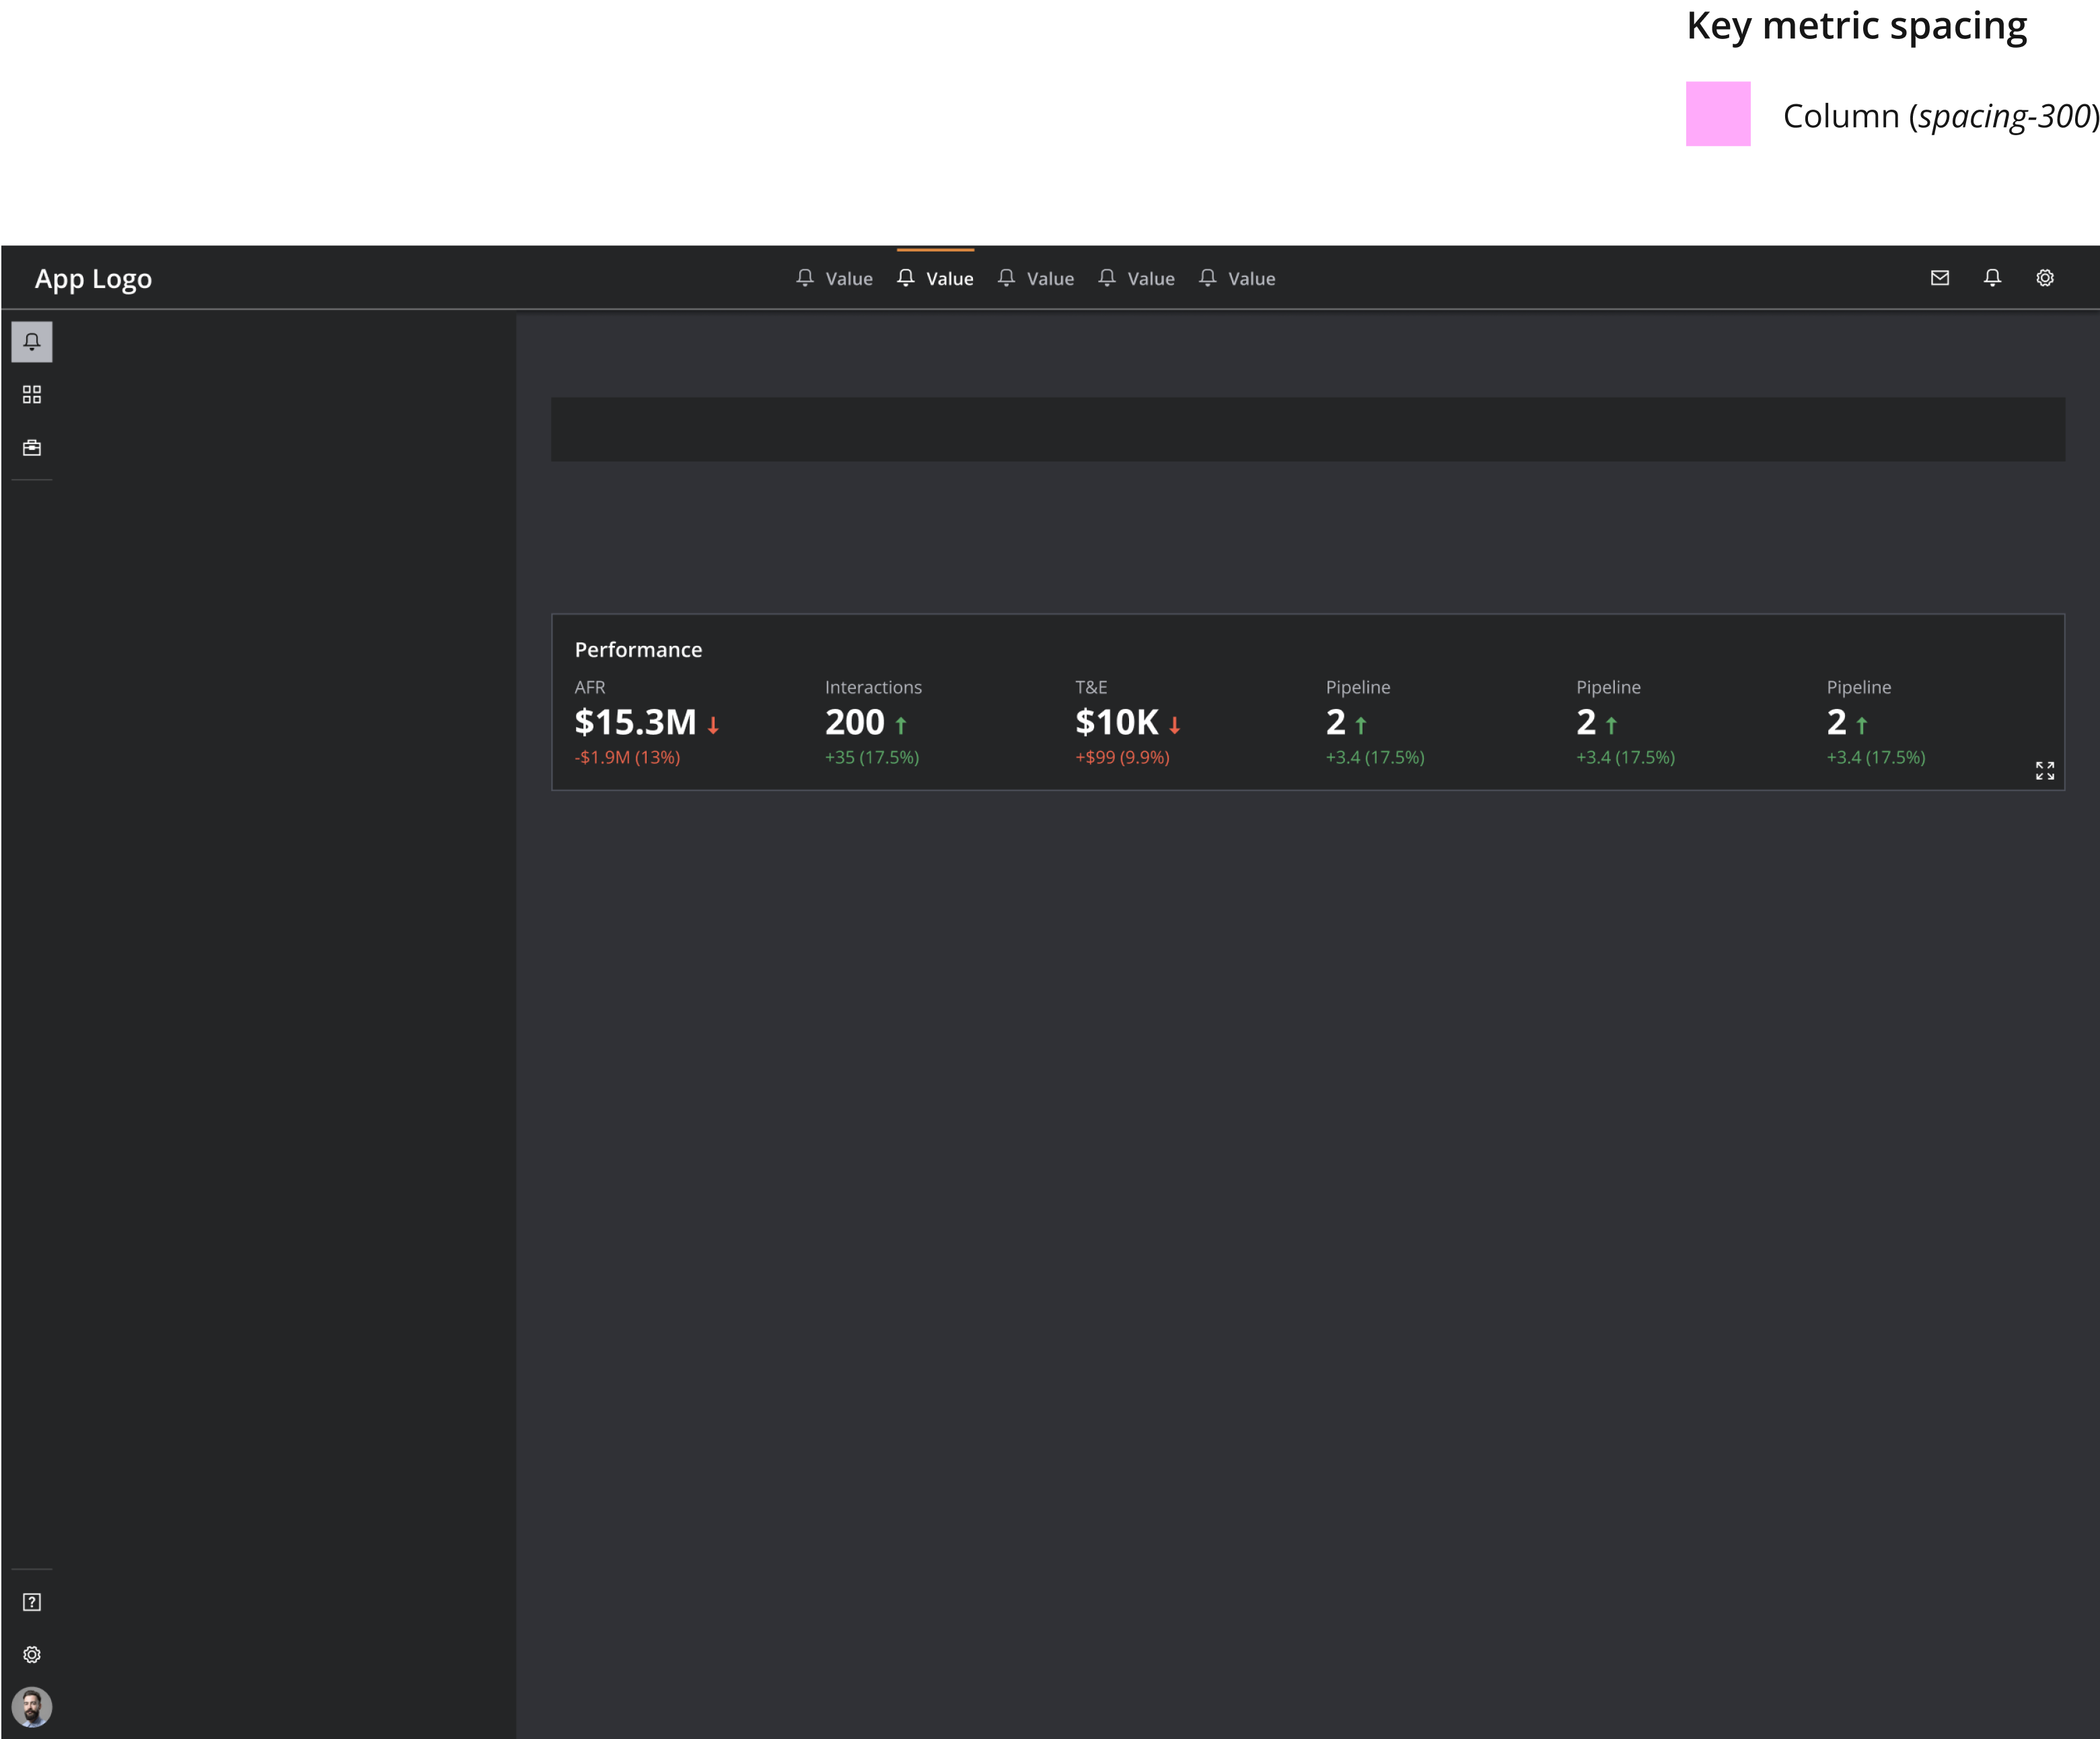 Key metric spacing
Column (spacing-300)
App Logo
Value Value Value Value Value
Performance
AFR Interactions T&E Pipeline Pipeline Pipeline
$15.3M 200 $10K 2 2 2
-$1.9M (13%) +35 (17.5%) +$99 (9.9%) +3.4 (17.5%) +3.4 (17.5%) +3.4 (17.5%)
?